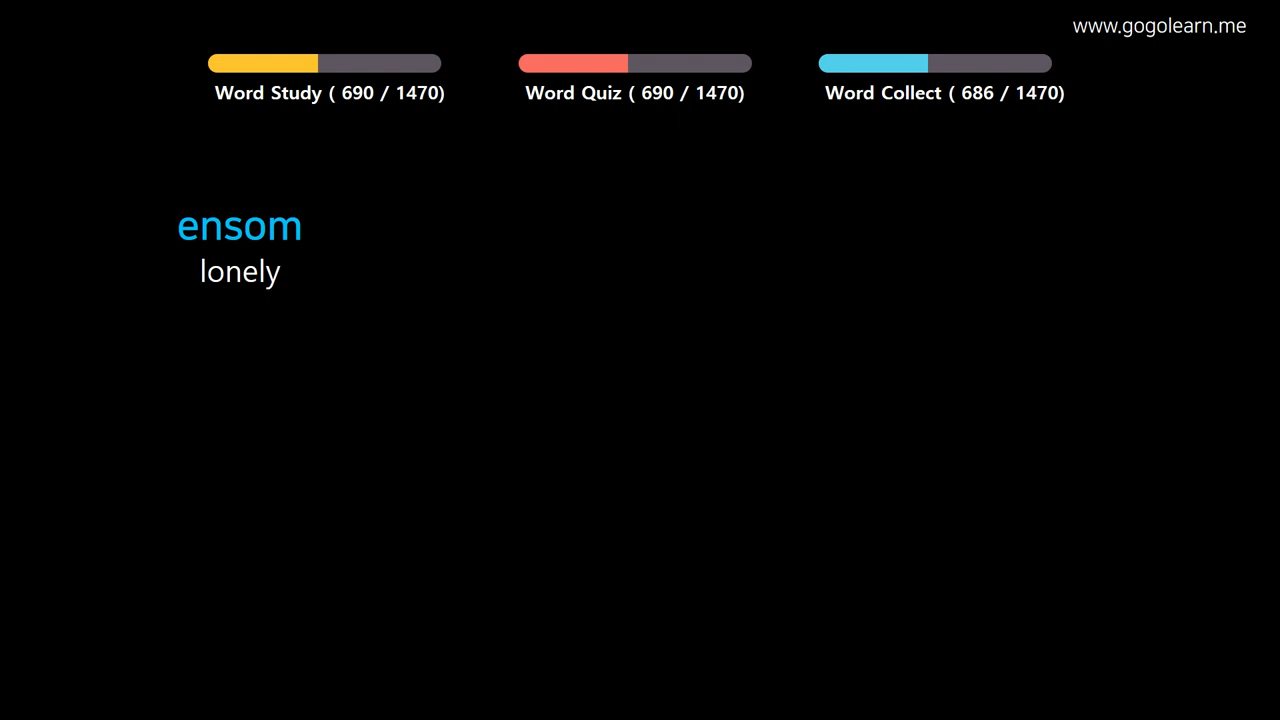 www.gogolearn.me
Word Study ( 690 / 1470)
Word Quiz ( 690 / 1470)
Word Collect ( 686 / 1470)
ensom
lonely